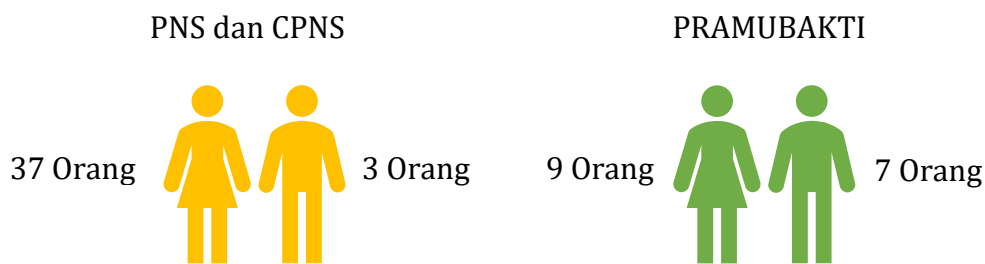 PNS dan CPNS
37 Orang
3 Orang
PRAMUBAKTI
9 Orang
7 Orang